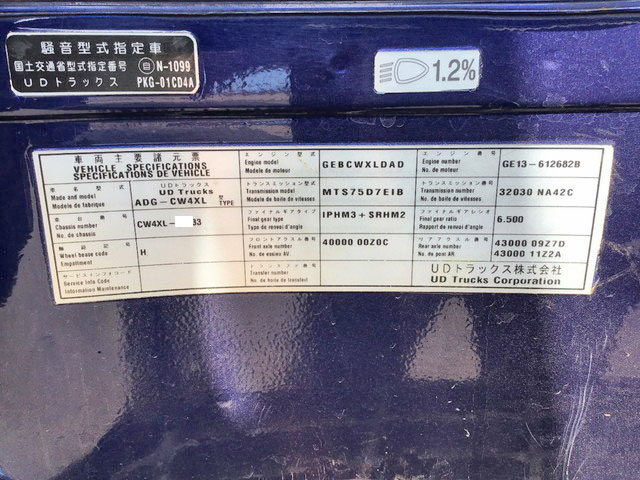 騒音型式指定車
国土交通省型式指定番号 自 N-1099
UDトラックス PKG-01CD4A
1.2%
車両主要諸元票
VEHICLE SPECIFICATIONS
SPECIFICATIONS DE VEHICLE
車名型式
Made and model
Modele de fabrique
UDトラックス
UD Trucks
ADG-CW4XL
型式
TYPE
車台番号
Chassis number
No. de chassis
CW4XL- 33
軸距記号
Wheel base code
Empattement
H
サービスインフォコード
Service Info Code
Information Maintenance
エンジン型式
Engine model
Modele de moteur
GEBCWXLDAD
トランスミッション型式
Transmission model
Modele de boite de vitesses
MTS75D7EIB
ファイナルギアタイプ
Final gear type
Type de renvoi d'angle
IPHM3+SRHM2
フロントアクスル番号
Front axle number
No. de essieu AV.
40000 00Z0C
トランスファ番号
Transfer number
No. de boite de transfert
エンジン番号
Engine number
No. de moteur
GE13-612682B
トランスミッション番号
Transmission number
No. de boite de vitesses
32030 NA42C
ファイナルギアレシオ
Final gear ratio
Rapport de renvoi d'angle
6.500
リアアクスル番号
Rear axle number
No. de pont AR.
43000 09Z7D
43000 11Z2A
UDトラックス株式会社
UD Trucks Corporation